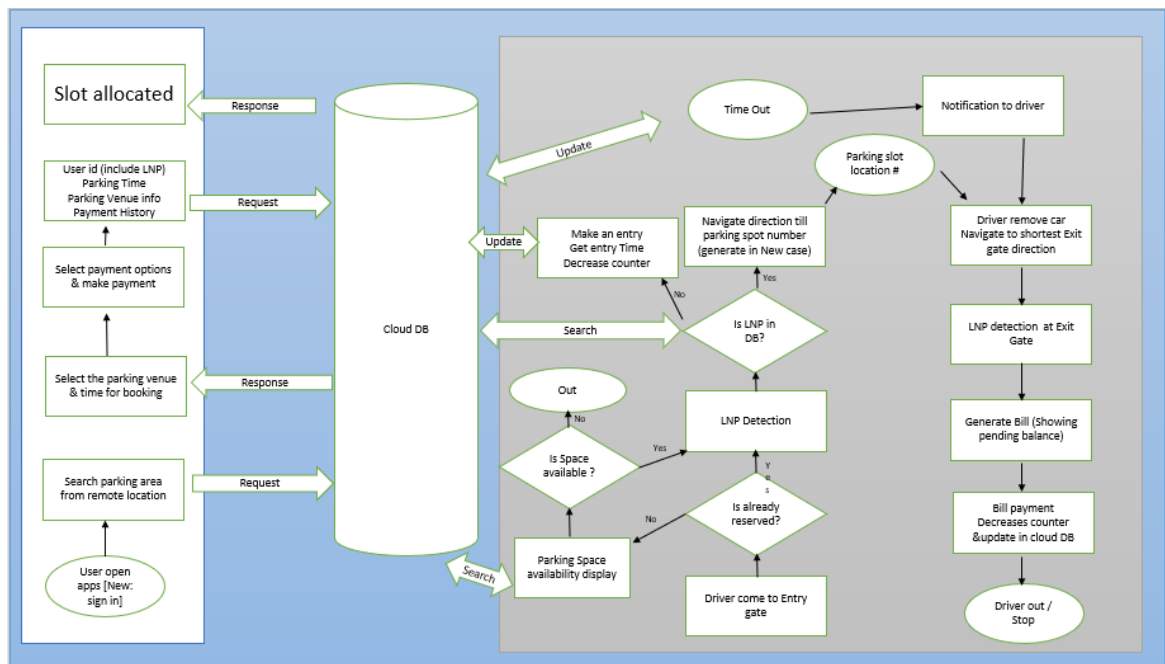 Slot allocated
Response
User id (include LNP)
Parking Time
Parking Venue info
Payment History
Request
Select payment options
& make payment
Select the parking venue
& time for booking
Response
Search parking area
from remote location
Request
User open
apps [New:
sign in]
Cloud DB
Update
Update
Search
Search
Time Out
Notification to driver
Parking slot
location #
Make an entry
Get entry Time
Decrease counter
Navigate direction till
parking spot number
(generate in New case)
Driver remove car
Navigate to shortest Exit
gate direction
No
Yes
Is LNP in
DB?
LNP detection at Exit
Gate
Out
No
Is Space
available ?
Yes
LNP Detection
Generate Bill (Showing
pending balance)
Yes
Is already
reserved?
No
Parking Space
availability display
Driver come to Entry
gate
Bill payment
Decreases counter
&update in cloud DB
Driver out /
Stop